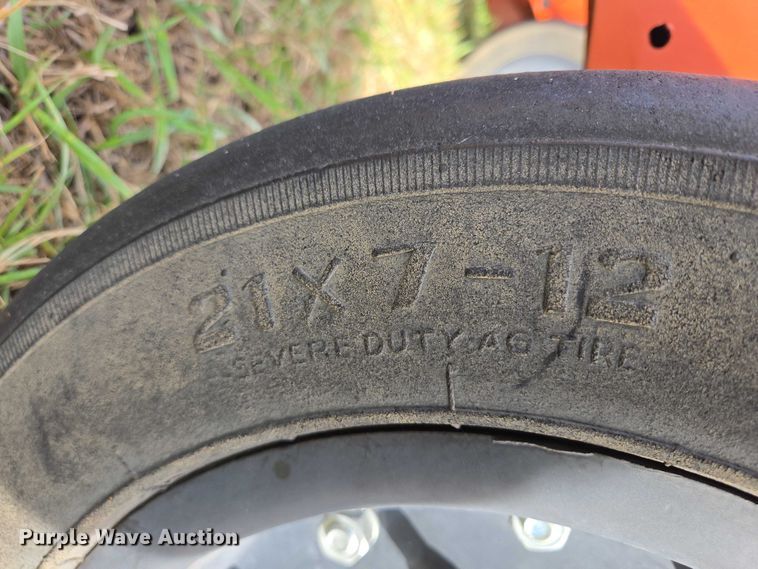 21X7-12
SEVERE DUTY AG TIRE
Purple Wave Auction